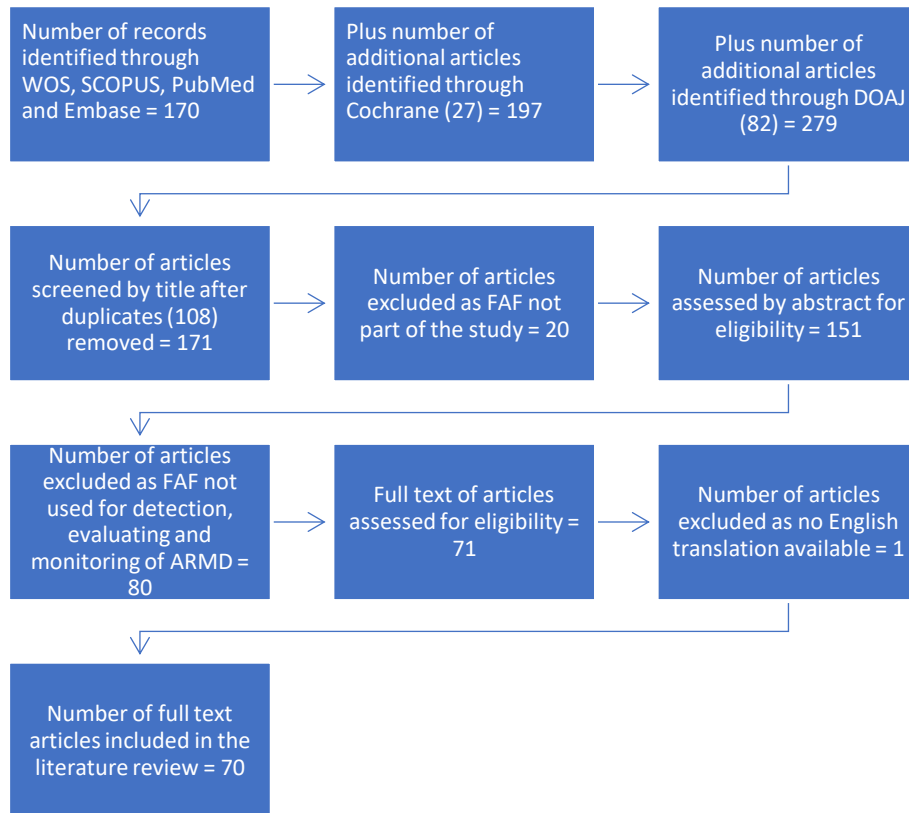 Number of records
identified through
WOS, SCOPUS, PubMed
and Embase = 170
Plus number of
additional articles
identified through
Cochrane (27) = 197
Plus number of
additional articles
identified through DOAJ
(82) = 279
Number of articles
screened by title after
duplicates (108)
removed = 171
Number of articles
excluded as FAF not
part of the study = 20
Number of articles
assessed by abstract for
eligibility = 151
Number of articles
excluded as FAF not
used for detection,
evaluating and
monitoring of ARMD =
80
Full text of articles
assessed for eligibility =
71
Number of articles
excluded as no English
translation available = 1
Number of full text
articles included in the
literature review = 70